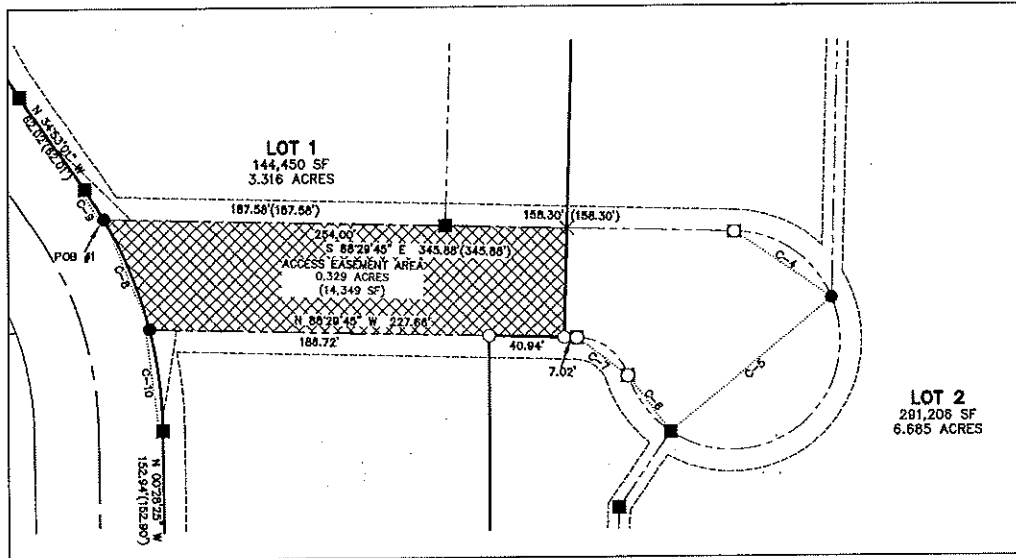 LOT 1
144,450 SF
3.316 ACRES
N 34°53'01" W
62.02'(62.01')
C-9
187.58'(187.58')
158.30'(158.30')
254.00'
S 88°29'45" E 345.88'(345.88')
ACCESS EASEMENT AREA
0.329 ACRES
(14,349 SF)
POB #1
C-8
C-4
N 88°29'45" W 227.66'
188.72'
40.94'
7.02'
C-7
C-6
C-5
C-10
LOT 2
291,206 SF
6.685 ACRES
N 00°28'25" W
152.94'(152.90')